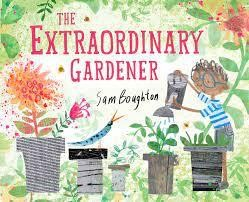 THE
EXTRAORDINARY
GARDENER
Sam Boughton